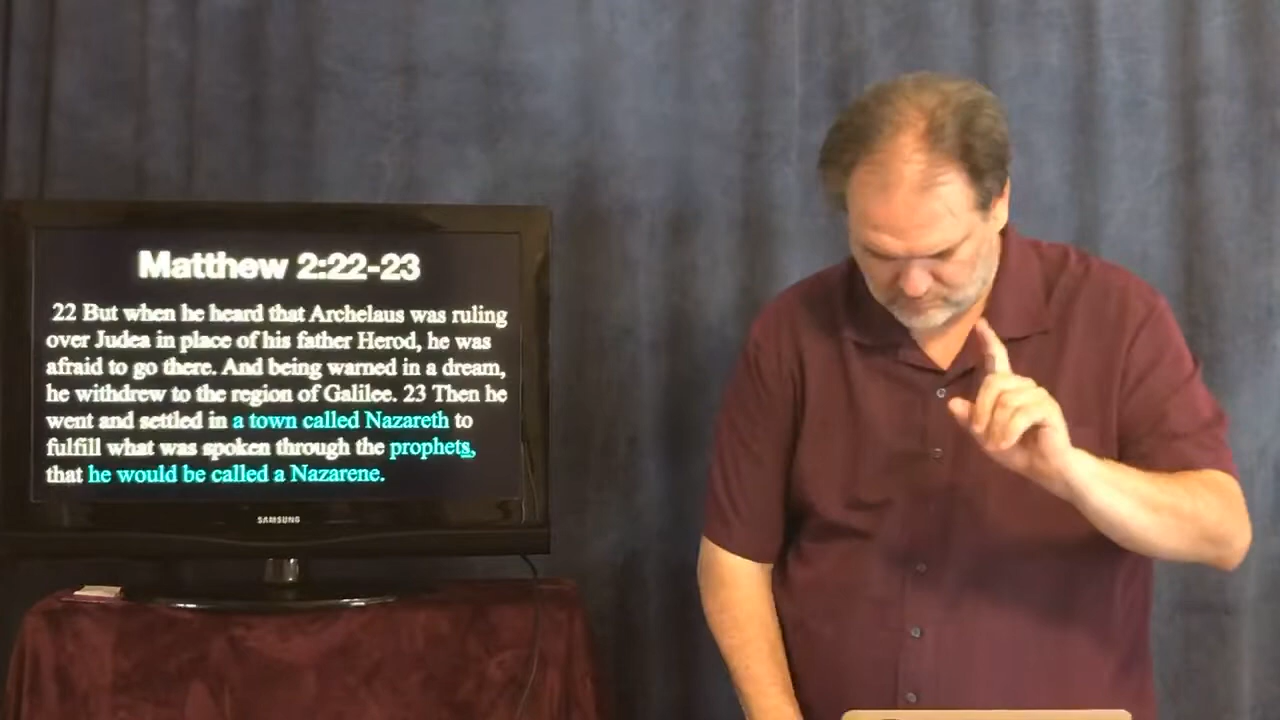 Matthew 2:22-23
22 But when he heard that Archelaus was ruling
over Judea in place of his father Herod, he was
afraid to go there. And being warned in a dream,
he withdrew to the region of Galilee. 23 Then he
went and settled in a town called Nazareth to
fulfill what was spoken through the prophets,
that he would be called a Nazarene.
SAMSUNG